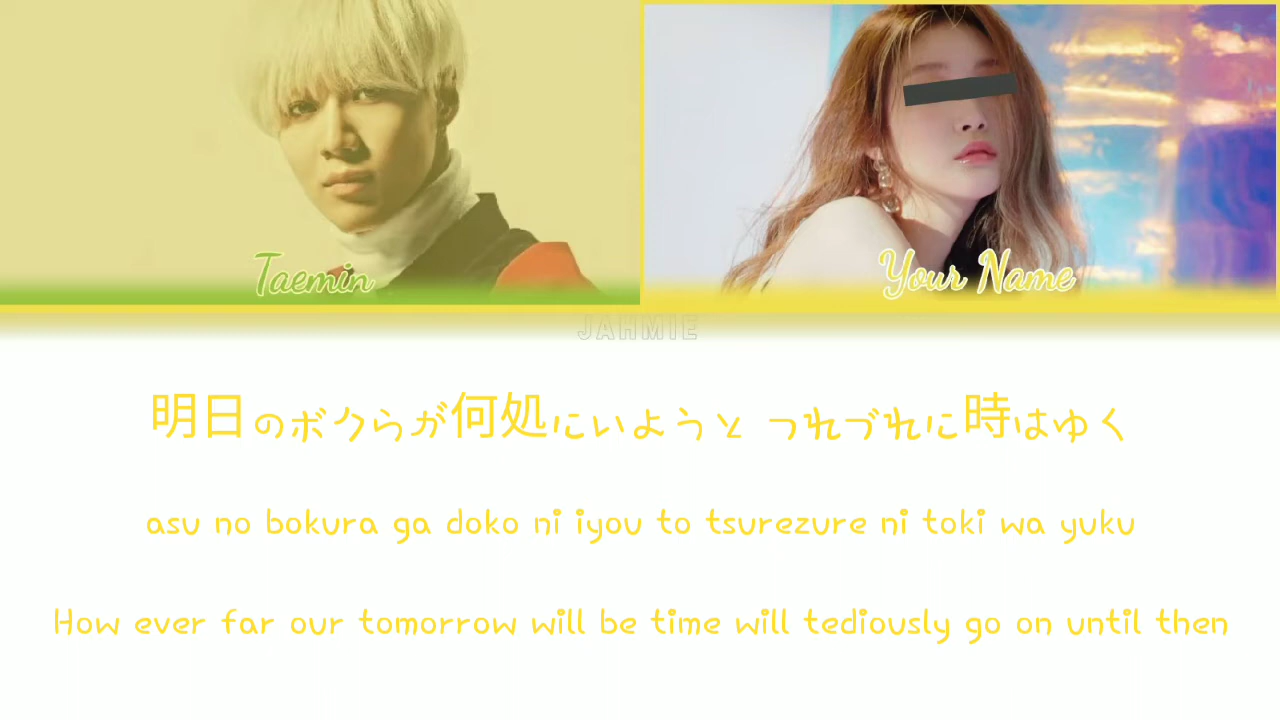 Taemin
Your Name
JAHMIE
明日のボクらが何処にいようと つれづれに時はゆく
asu no bokura ga doko ni iyou to tsurezure ni toki wa yuku
How ever far our tomorrow will be time will tediously go on until then